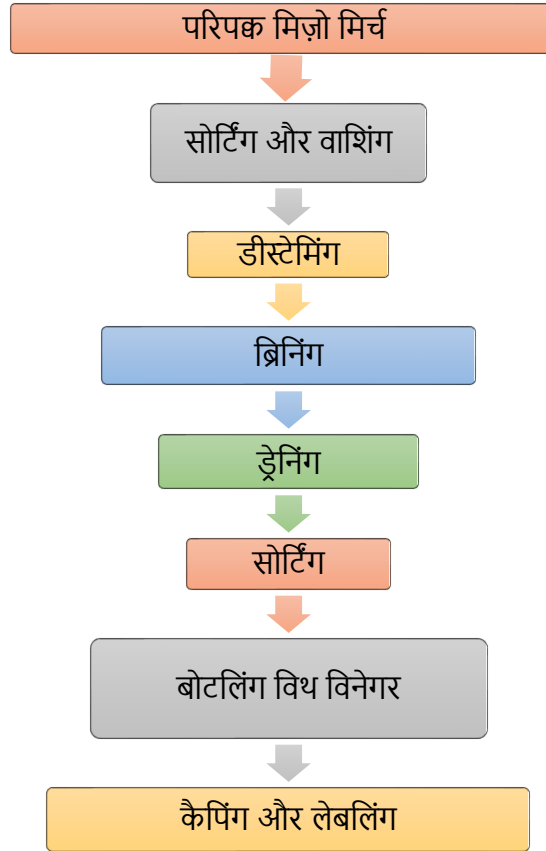 परिपक्व मिज़ो मिर्च
सोर्टिंग और वाशिंग
डीस्टेमिंग
ब्रिनिंग
ड्रेनिंग
सोर्टिंग
बोटलिंग विथ विनेगर
कैपिंग और लेबलिंग